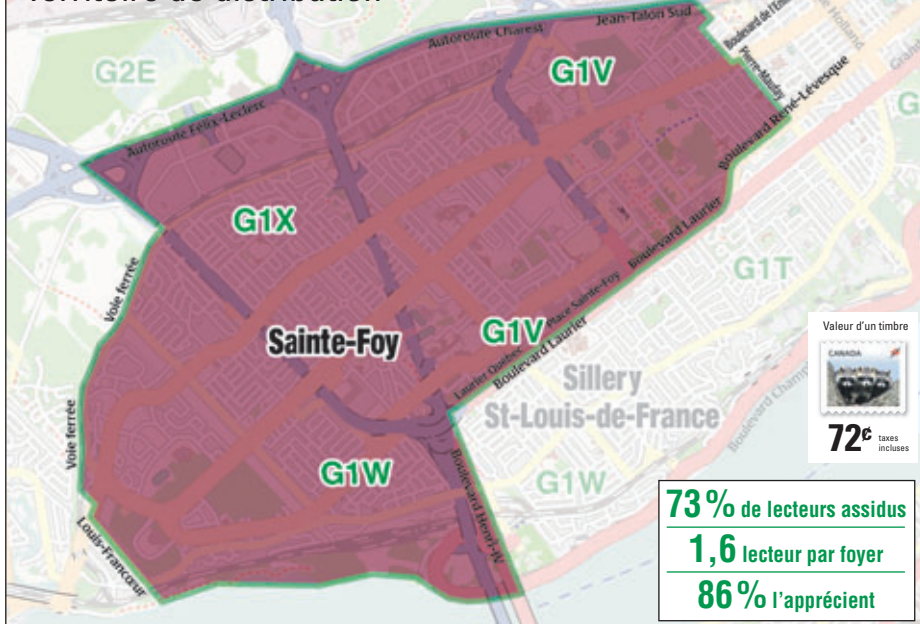 Territoire de distribution
Jean-Talon Sud
Autoroute Charest
G2E
G1V
Pierre-Maufay
Boulevard René-Lévesque
Autoroute Félix-Leclerc
G1X
Boulevard Laurier
G1T
Voie ferrée
Place Sainte-Foy
Sainte-Foy
G1V
Laurier Québec
Boulevard Laurier
Valeur d'un timbre
CANADA
72¢ taxes
incluses
Sillery
St-Louis-de-France
Voie ferrée
G1W
Boulevard Henri-IV
G1W
Louis-Francœur
73 % de lecteurs assidus
1,6 lecteur par foyer
86 % l'apprécient